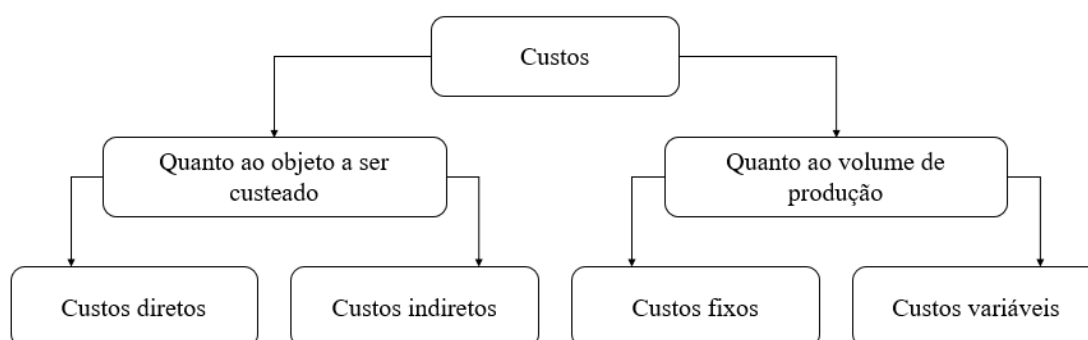 Custos
Quanto ao objeto a ser
custeado
Quanto ao volume de
produção
Custos diretos
Custos indiretos
Custos fixos
Custos variáveis